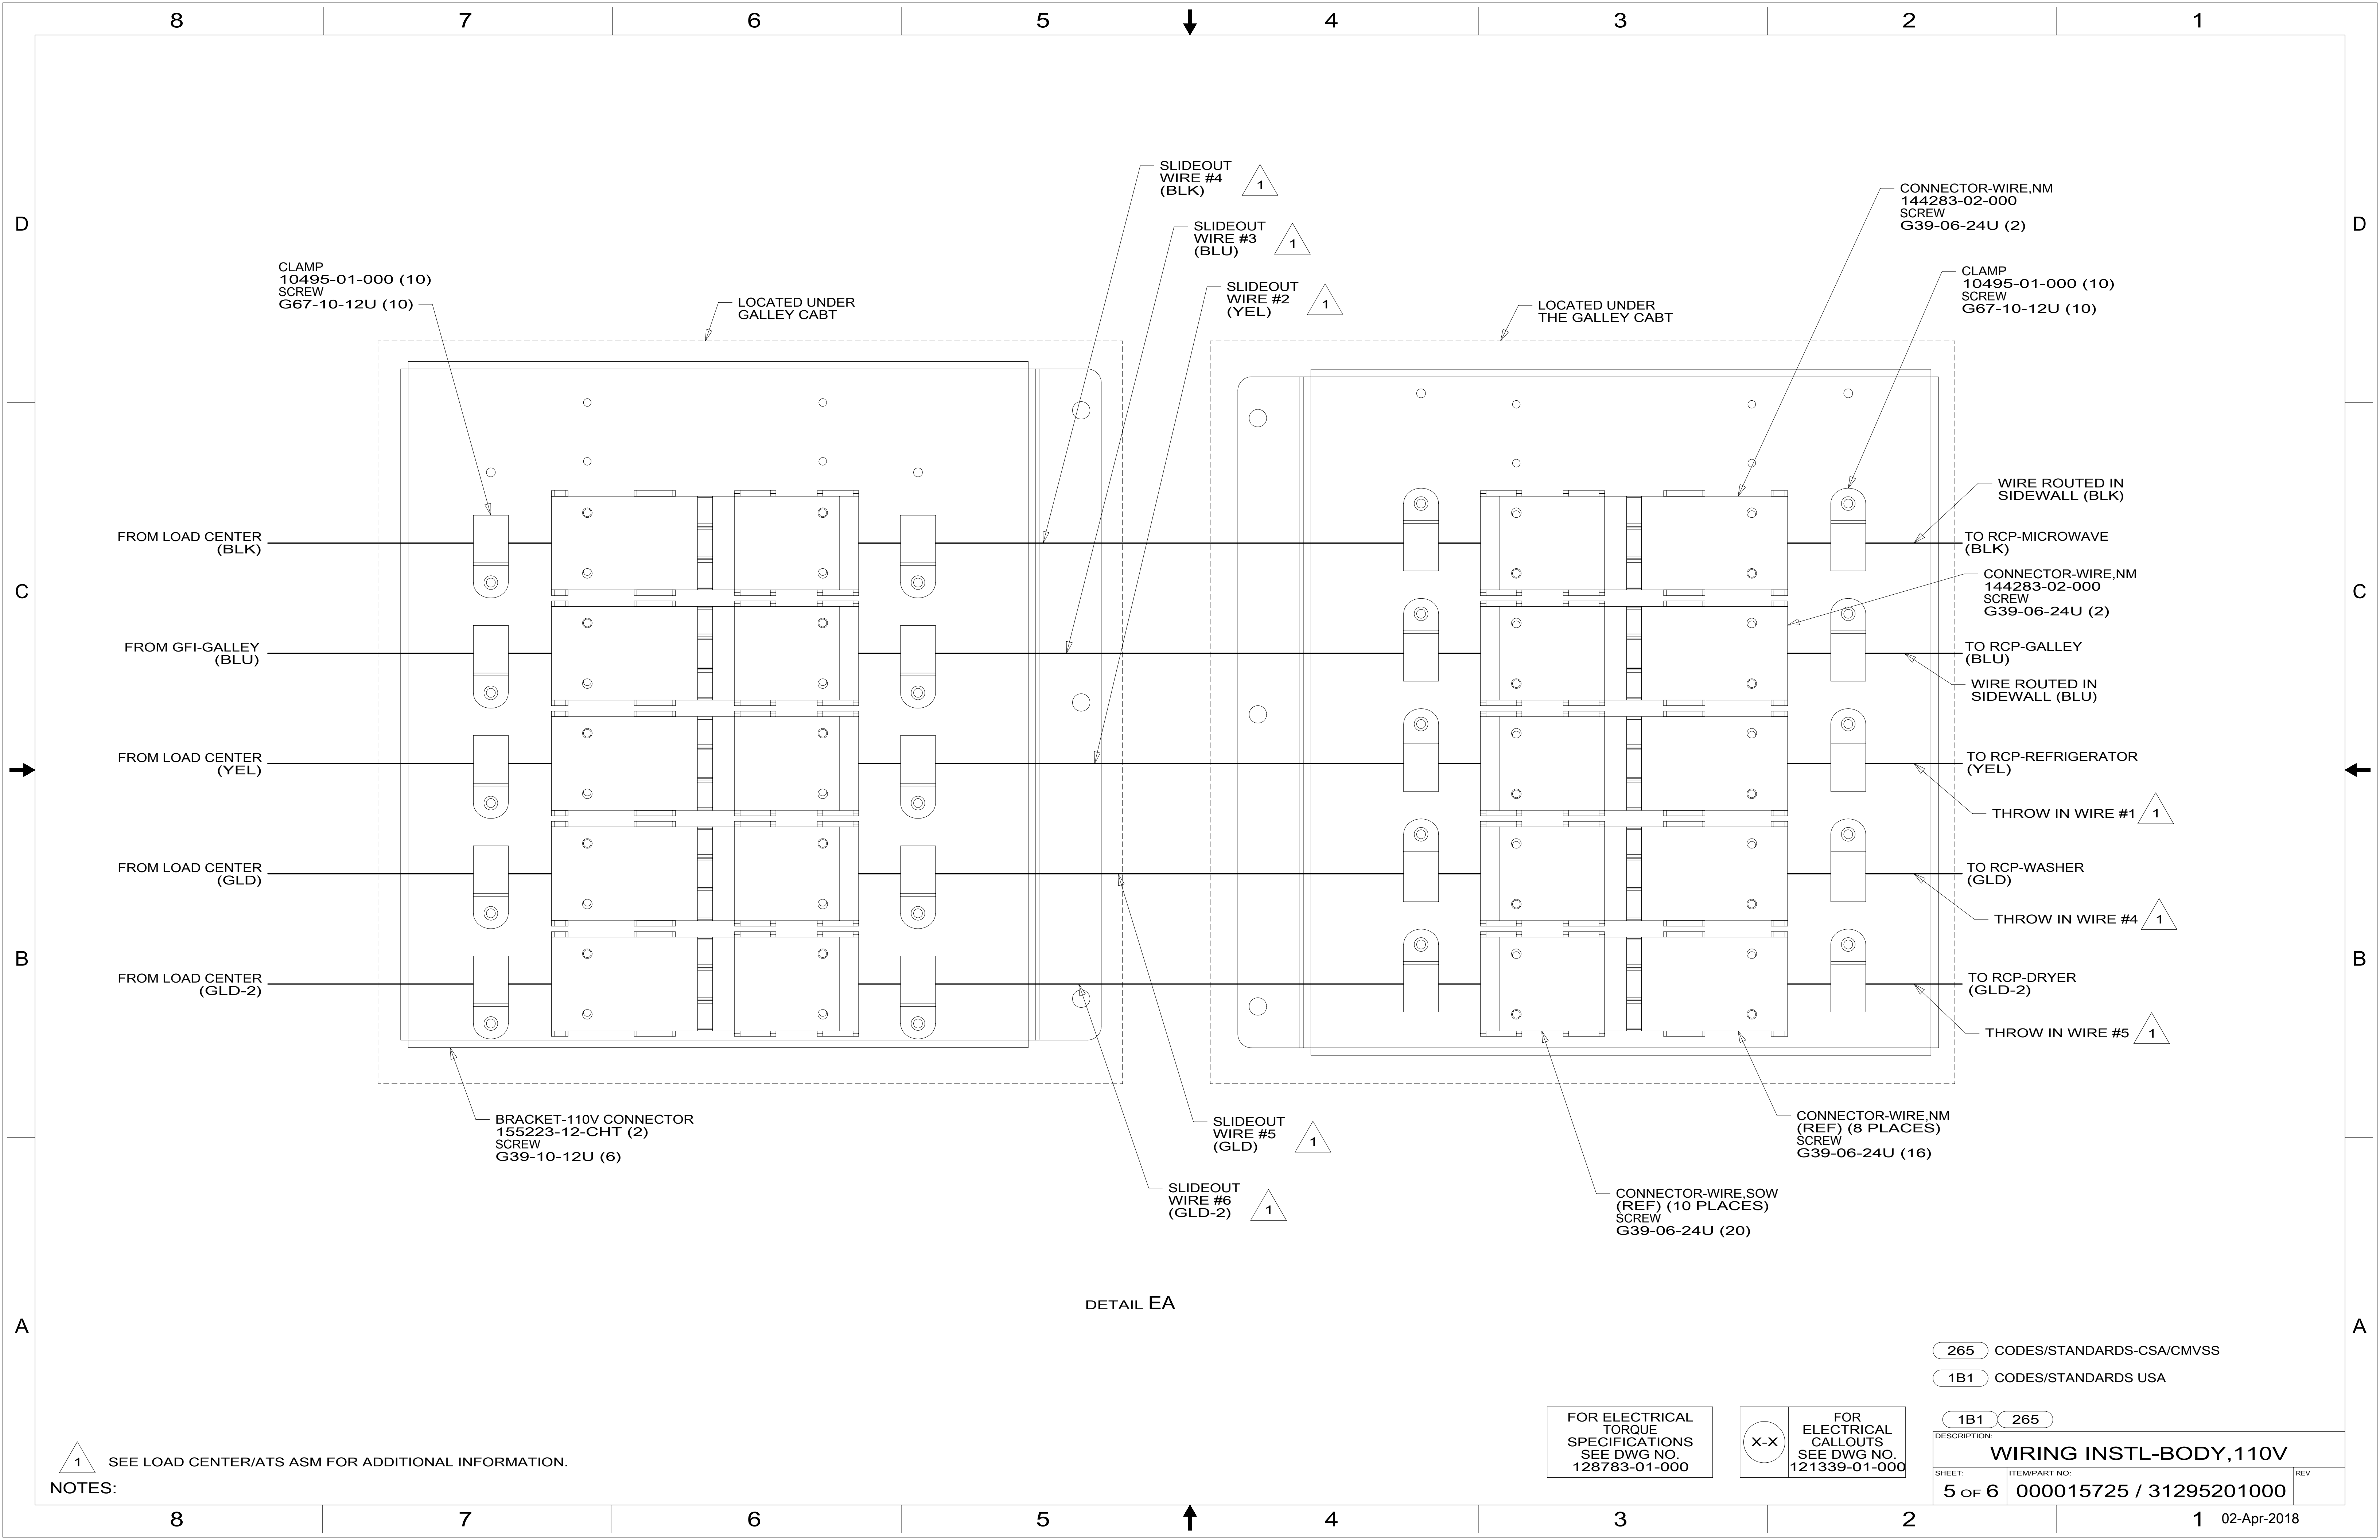 8 7 6 5 4 3 2 1
SLIDEOUT
WIRE #4
(BLK)
1
SLIDEOUT
WIRE #3
(BLU)
1
SLIDEOUT
WIRE #2
(YEL)
1
CONNECTOR-WIRE,NM
144283-02-000
SCREW
G39-06-24U (2)
D
D
CLAMP
10495-01-000 (10)
SCREW
G67-10-12U (10)
LOCATED UNDER
GALLEY CABT
LOCATED UNDER
THE GALLEY CABT
CLAMP
10495-01-000 (10)
SCREW
G67-10-12U (10)
WIRE ROUTED IN
SIDEWALL (BLK)
FROM LOAD CENTER
(BLK)
TO RCP-MICROWAVE
(BLK)
CONNECTOR-WIRE,NM
144283-02-000
SCREW
G39-06-24U (2)
C
C
FROM GFI-GALLEY
(BLU)
TO RCP-GALLEY
(BLU)
WIRE ROUTED IN
SIDEWALL (BLU)
FROM LOAD CENTER
(YEL)
TO RCP-REFRIGERATOR
(YEL)
THROW IN WIRE #1
1
FROM LOAD CENTER
(GLD)
TO RCP-WASHER
(GLD)
THROW IN WIRE #4
1
B
B
FROM LOAD CENTER
(GLD-2)
TO RCP-DRYER
(GLD-2)
THROW IN WIRE #5
1
BRACKET-110V CONNECTOR
155223-12-CHT (2)
SCREW
G39-10-12U (6)
SLIDEOUT
WIRE #5
(GLD)
1
CONNECTOR-WIRE,NM
(REF) (8 PLACES)
SCREW
G39-06-24U (16)
SLIDEOUT
WIRE #6
(GLD-2)
1
CONNECTOR-WIRE,SOW
(REF) (10 PLACES)
SCREW
G39-06-24U (20)
DETAIL EA
A
A
265 CODES/STANDARDS-CSA/CMVSS
1B1 CODES/STANDARDS USA
FOR ELECTRICAL
TORQUE
SPECIFICATIONS
SEE DWG NO.
128783-01-000
X-X
FOR
ELECTRICAL
CALLOUTS
SEE DWG NO.
121339-01-000
1B1 265
DESCRIPTION:
WIRING INSTL-BODY,110V
SHEET:
5 OF 6
ITEM/PART NO:
000015725 / 31295201000
REV
1 SEE LOAD CENTER/ATS ASM FOR ADDITIONAL INFORMATION.
NOTES:
8 7 6 5 4 3 2 1
02-Apr-2018